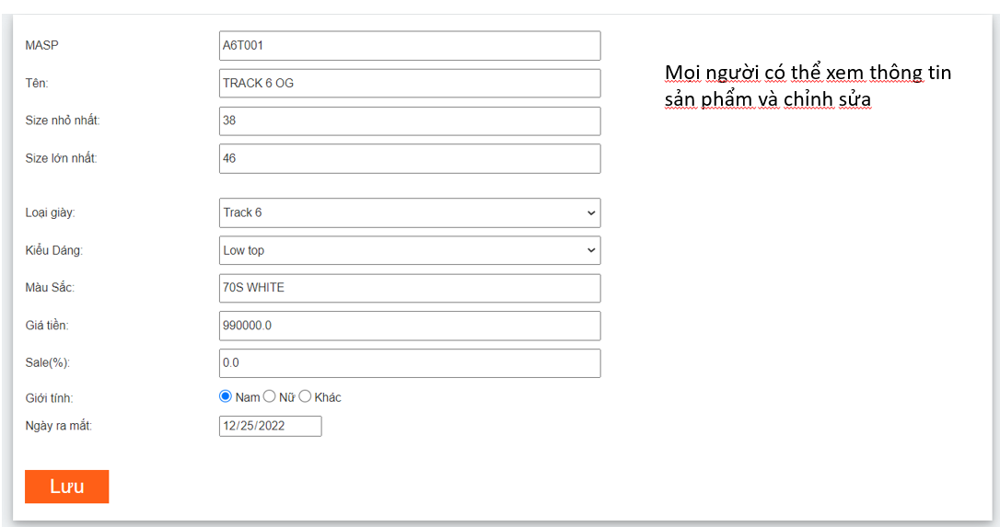 MASP A6T001
Tên: TRACK 6 OG
Size nhỏ nhất: 38
Size lớn nhất: 46
Loại giày: Track 6
Kiểu Dáng: Low top
Màu Sắc: 70S WHITE
Giá tiền: 990000.0
Sale(%): 0.0
Giới tính: Nam Nữ Khác
Ngày ra mắt: 12/25/2022
Lưu
Mọi người có thể xem thông tin
sản phẩm và chỉnh sửa